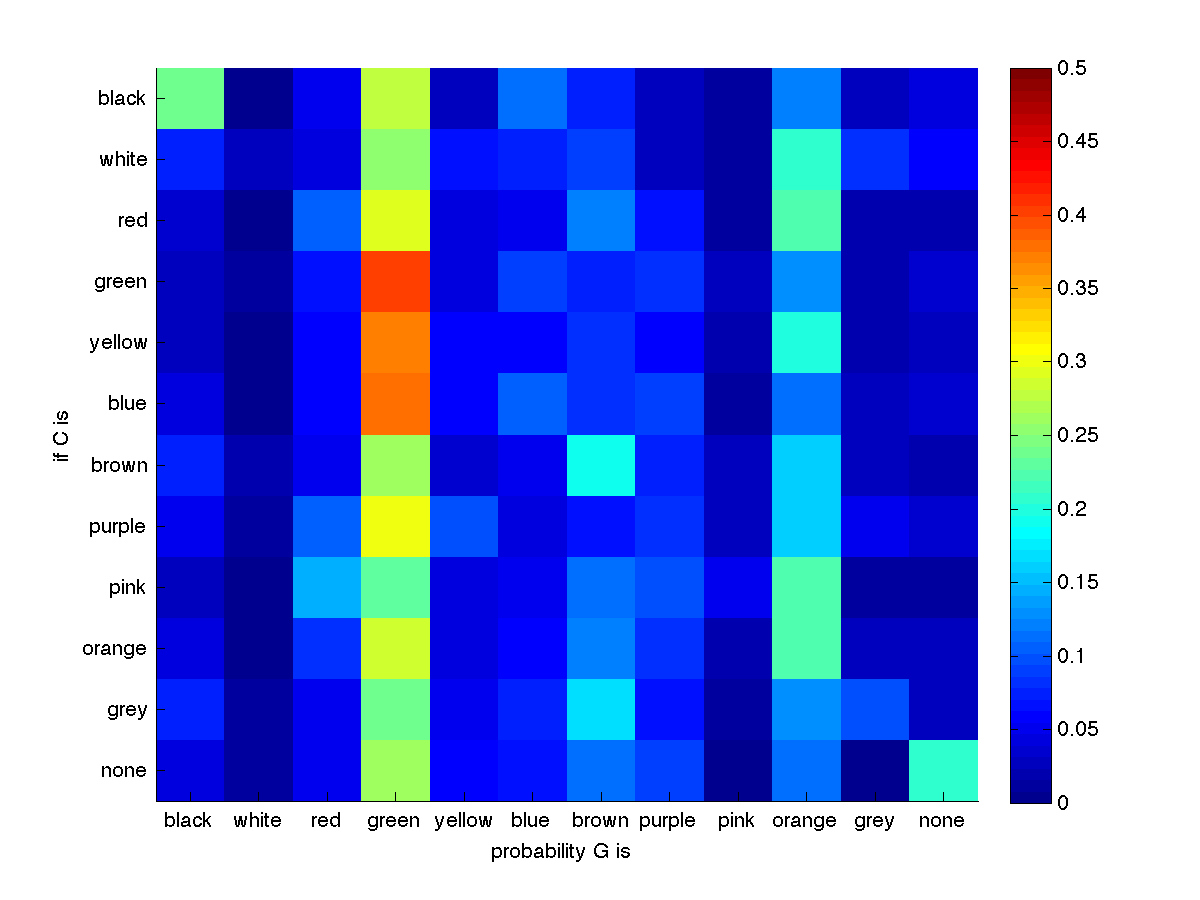 black
white
red
green
yellow
blue
brown
purple
pink
orange
grey
none
if C is
black white red green yellow blue brown purple pink orange grey none
probability G is
0.5
0.45
0.4
0.35
0.3
0.25
0.2
0.15
0.1
0.05
0